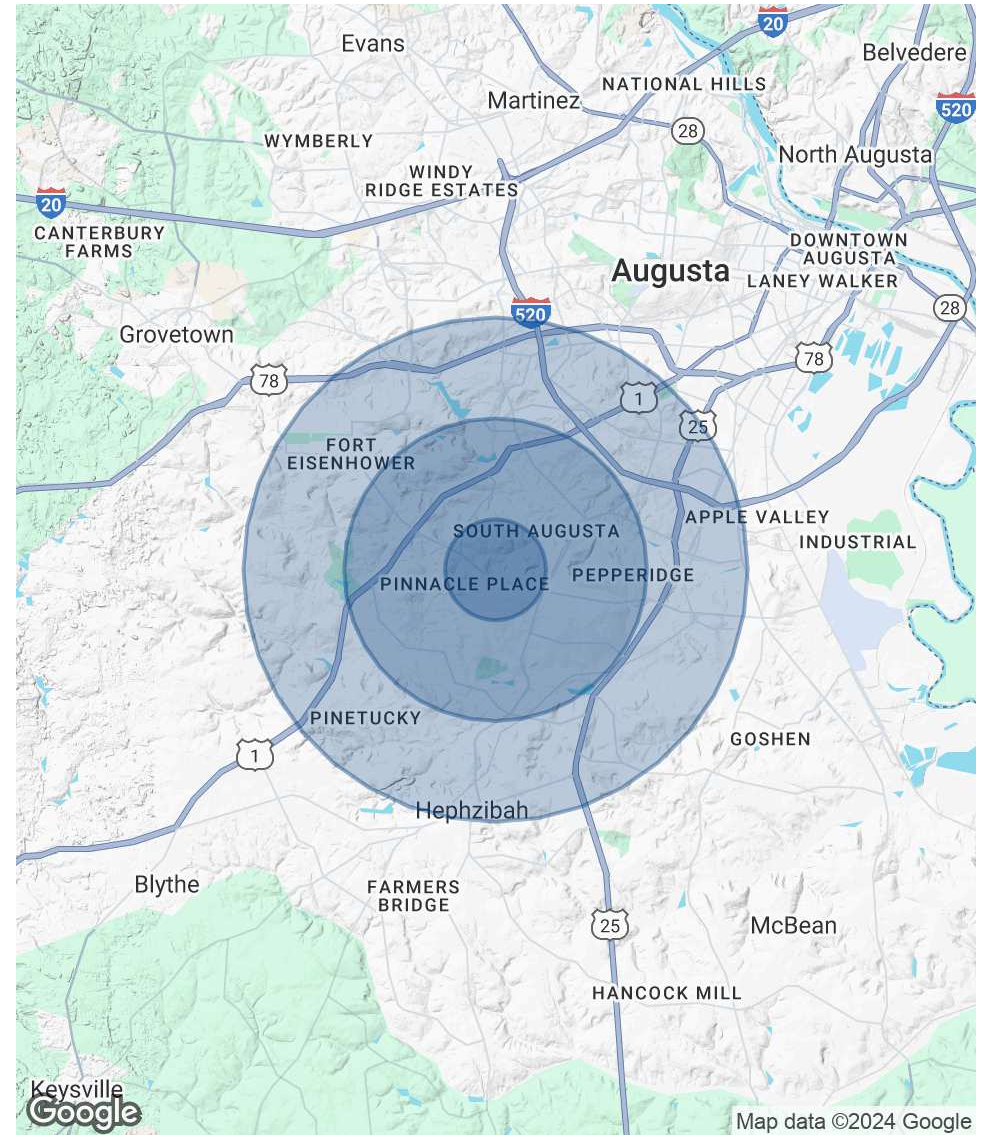 20
Evans
Belvedere
NATIONAL HILLS
Martinez
520
28
WYMBERLY
North Augusta
WINDY
RIDGE ESTATES
20
CANTERBURY
FARMS
DOWNTOWN
AUGUSTA
Augusta
LANEY WALKER
28
520
Grovetown
78
78
1
25
FORT
EISENHOWER
APPLE VALLEY
SOUTH AUGUSTA
INDUSTRIAL
PINNACLE PLACE
PEPPERIDGE
PINETUCKY
GOSHEN
1
Hephzibah
Blythe
FARMERS
BRIDGE
25
McBean
HANCOCK MILL
Keysville
Google
Map data ©2024 Google